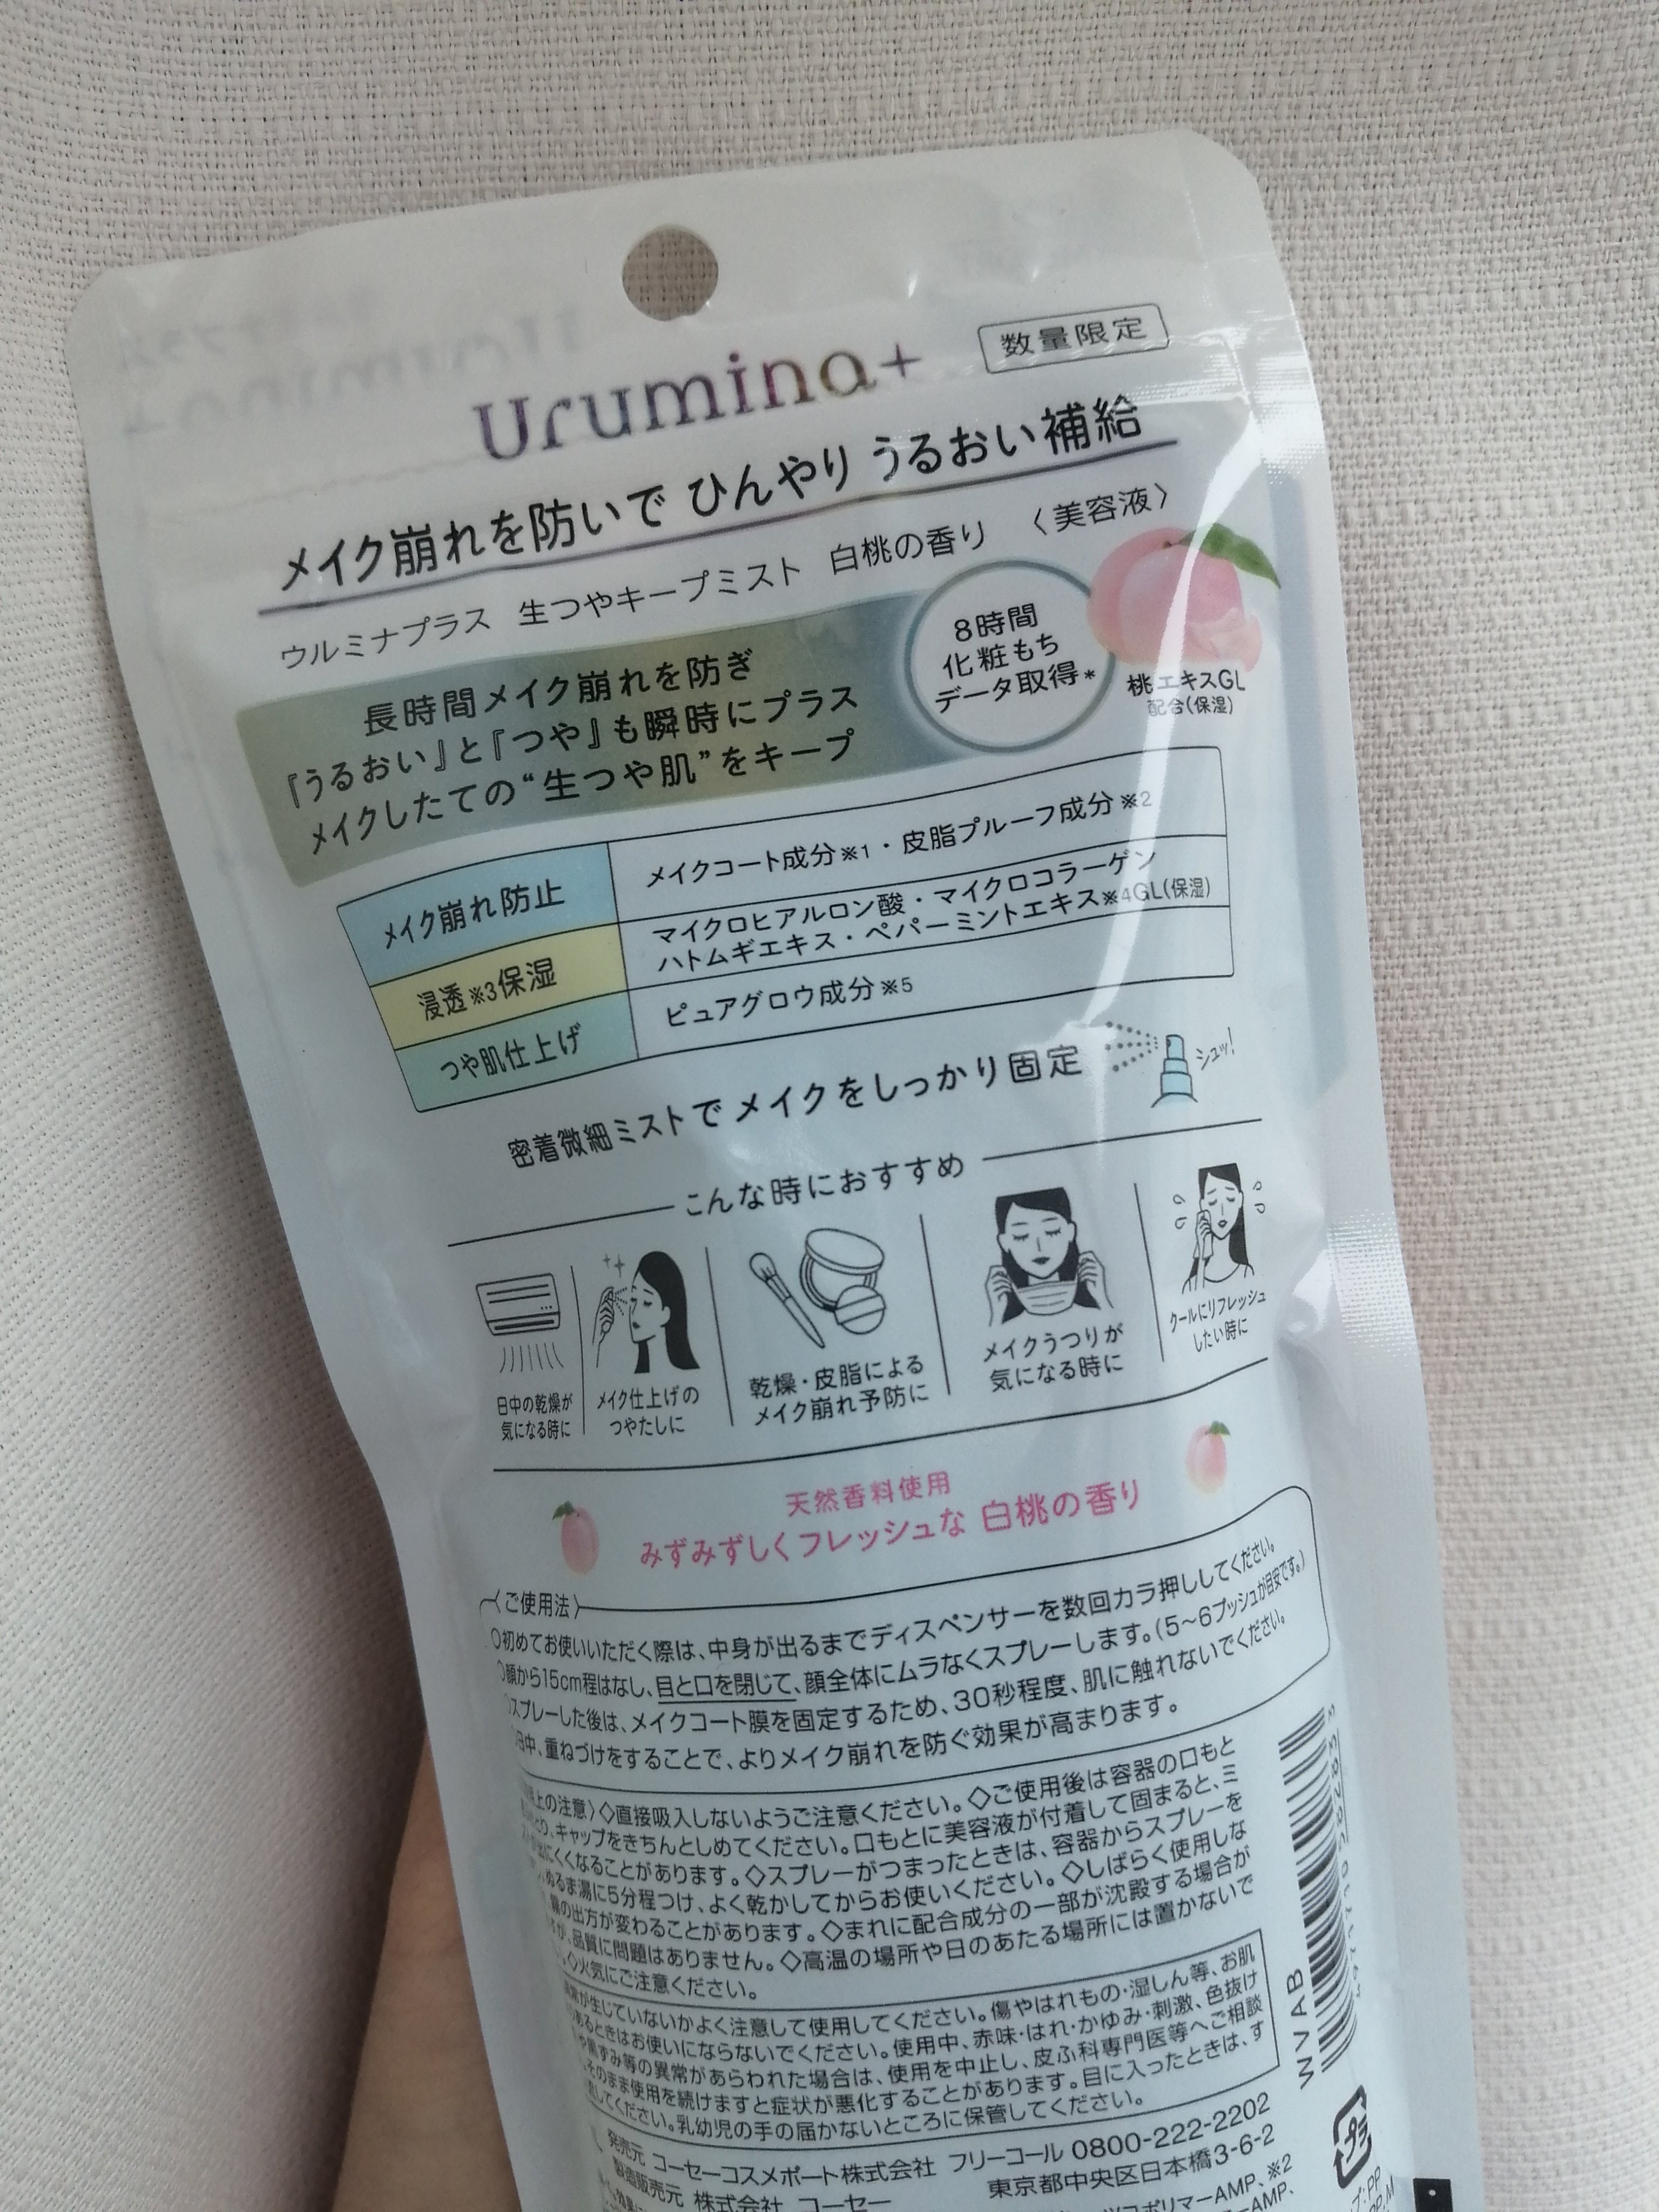 数量限定
Urumina+
メイク崩れを防いで ひんやり うるおい補給
ウルミナプラス 生つやキープミスト 白桃の香り 〈美容液〉
長時間メイク崩れを防ぎ
『うるおい』と『つや』も瞬時にプラス
メイクしたての“生つや肌”をキープ
8時間
化粧もち
データ取得*
桃エキスGL
配合(保湿)
メイク崩れ防止
メイクコート成分※1・皮脂プルーフ成分※2
浸透※3保湿
マイクロヒアルロン酸・マイクロコラーゲン
ハトムギエキス・ペパーミントエキス※4GL(保湿)
つや肌仕上げ
ピュアグロウ成分※5
密着微細ミストでメイクをしっかり固定
シュッ!
こんな時におすすめ
日中の乾燥が
気になる時に
メイク仕上げの
つやたしに
乾燥・皮脂による
メイク崩れ予防に
メイクうつりが
気になる時に
クールにリフレッシュ
したい時に
天然香料使用
みずみずしくフレッシュな 白桃の香り
〈ご使用法〉
○初めてお使いいただく際は、中身が出るまでディスペンサーを数回カラ押ししてください。
○顔から15cm程はなし、目と口を閉じて、顔全体にムラなくスプレーします。(5〜6プッシュが目安です。)
○スプレーした後は、メイクコート膜を固定するため、30秒程度、肌に触れないでください。
○日中、重ねづけをすることで、よりメイク崩れを防ぐ効果が高まります。
上の注意〉◇直接吸入しないようご注意ください。◇ご使用後は容器の口もと
とり、キャップをきちんとしめてください。口もとに美容液が付着して固まると、ミ
出にくくなることがあります。◇スプレーがつまったときは、容器からスプレーを
ぬるま湯に5分程つけ、よく乾かしてからお使いください。◇しばらく使用しな
霧の出方が変わることがあります。◇まれに配合成分の一部が沈殿する場合が
が、品質に問題はありません。◇高温の場所や日のあたる場所には置かないで
◇火気にご注意ください。
が生じていないかよく注意して使用してください。傷やはれもの・湿しん等、お肌
あるときはお使いにならないでください。使用中、赤味・はれ・かゆみ・刺激、色抜け
や黒ずみ等の異常があらわれた場合は、使用を中止し、皮ふ科専門医等へご相談
そのまま使用を続けますと症状が悪化することがあります。目に入ったときは、す
してください。乳幼児の手の届かないところに保管してください。
発売元 コーセーコスメポート株式会社 フリーコール 0800-222-2202
製造販売元 株式会社 コーセー 東京都中央区日本橋3-6-2
コポリマーAMP、※2
ーAMP、
WVAB
プ:PP